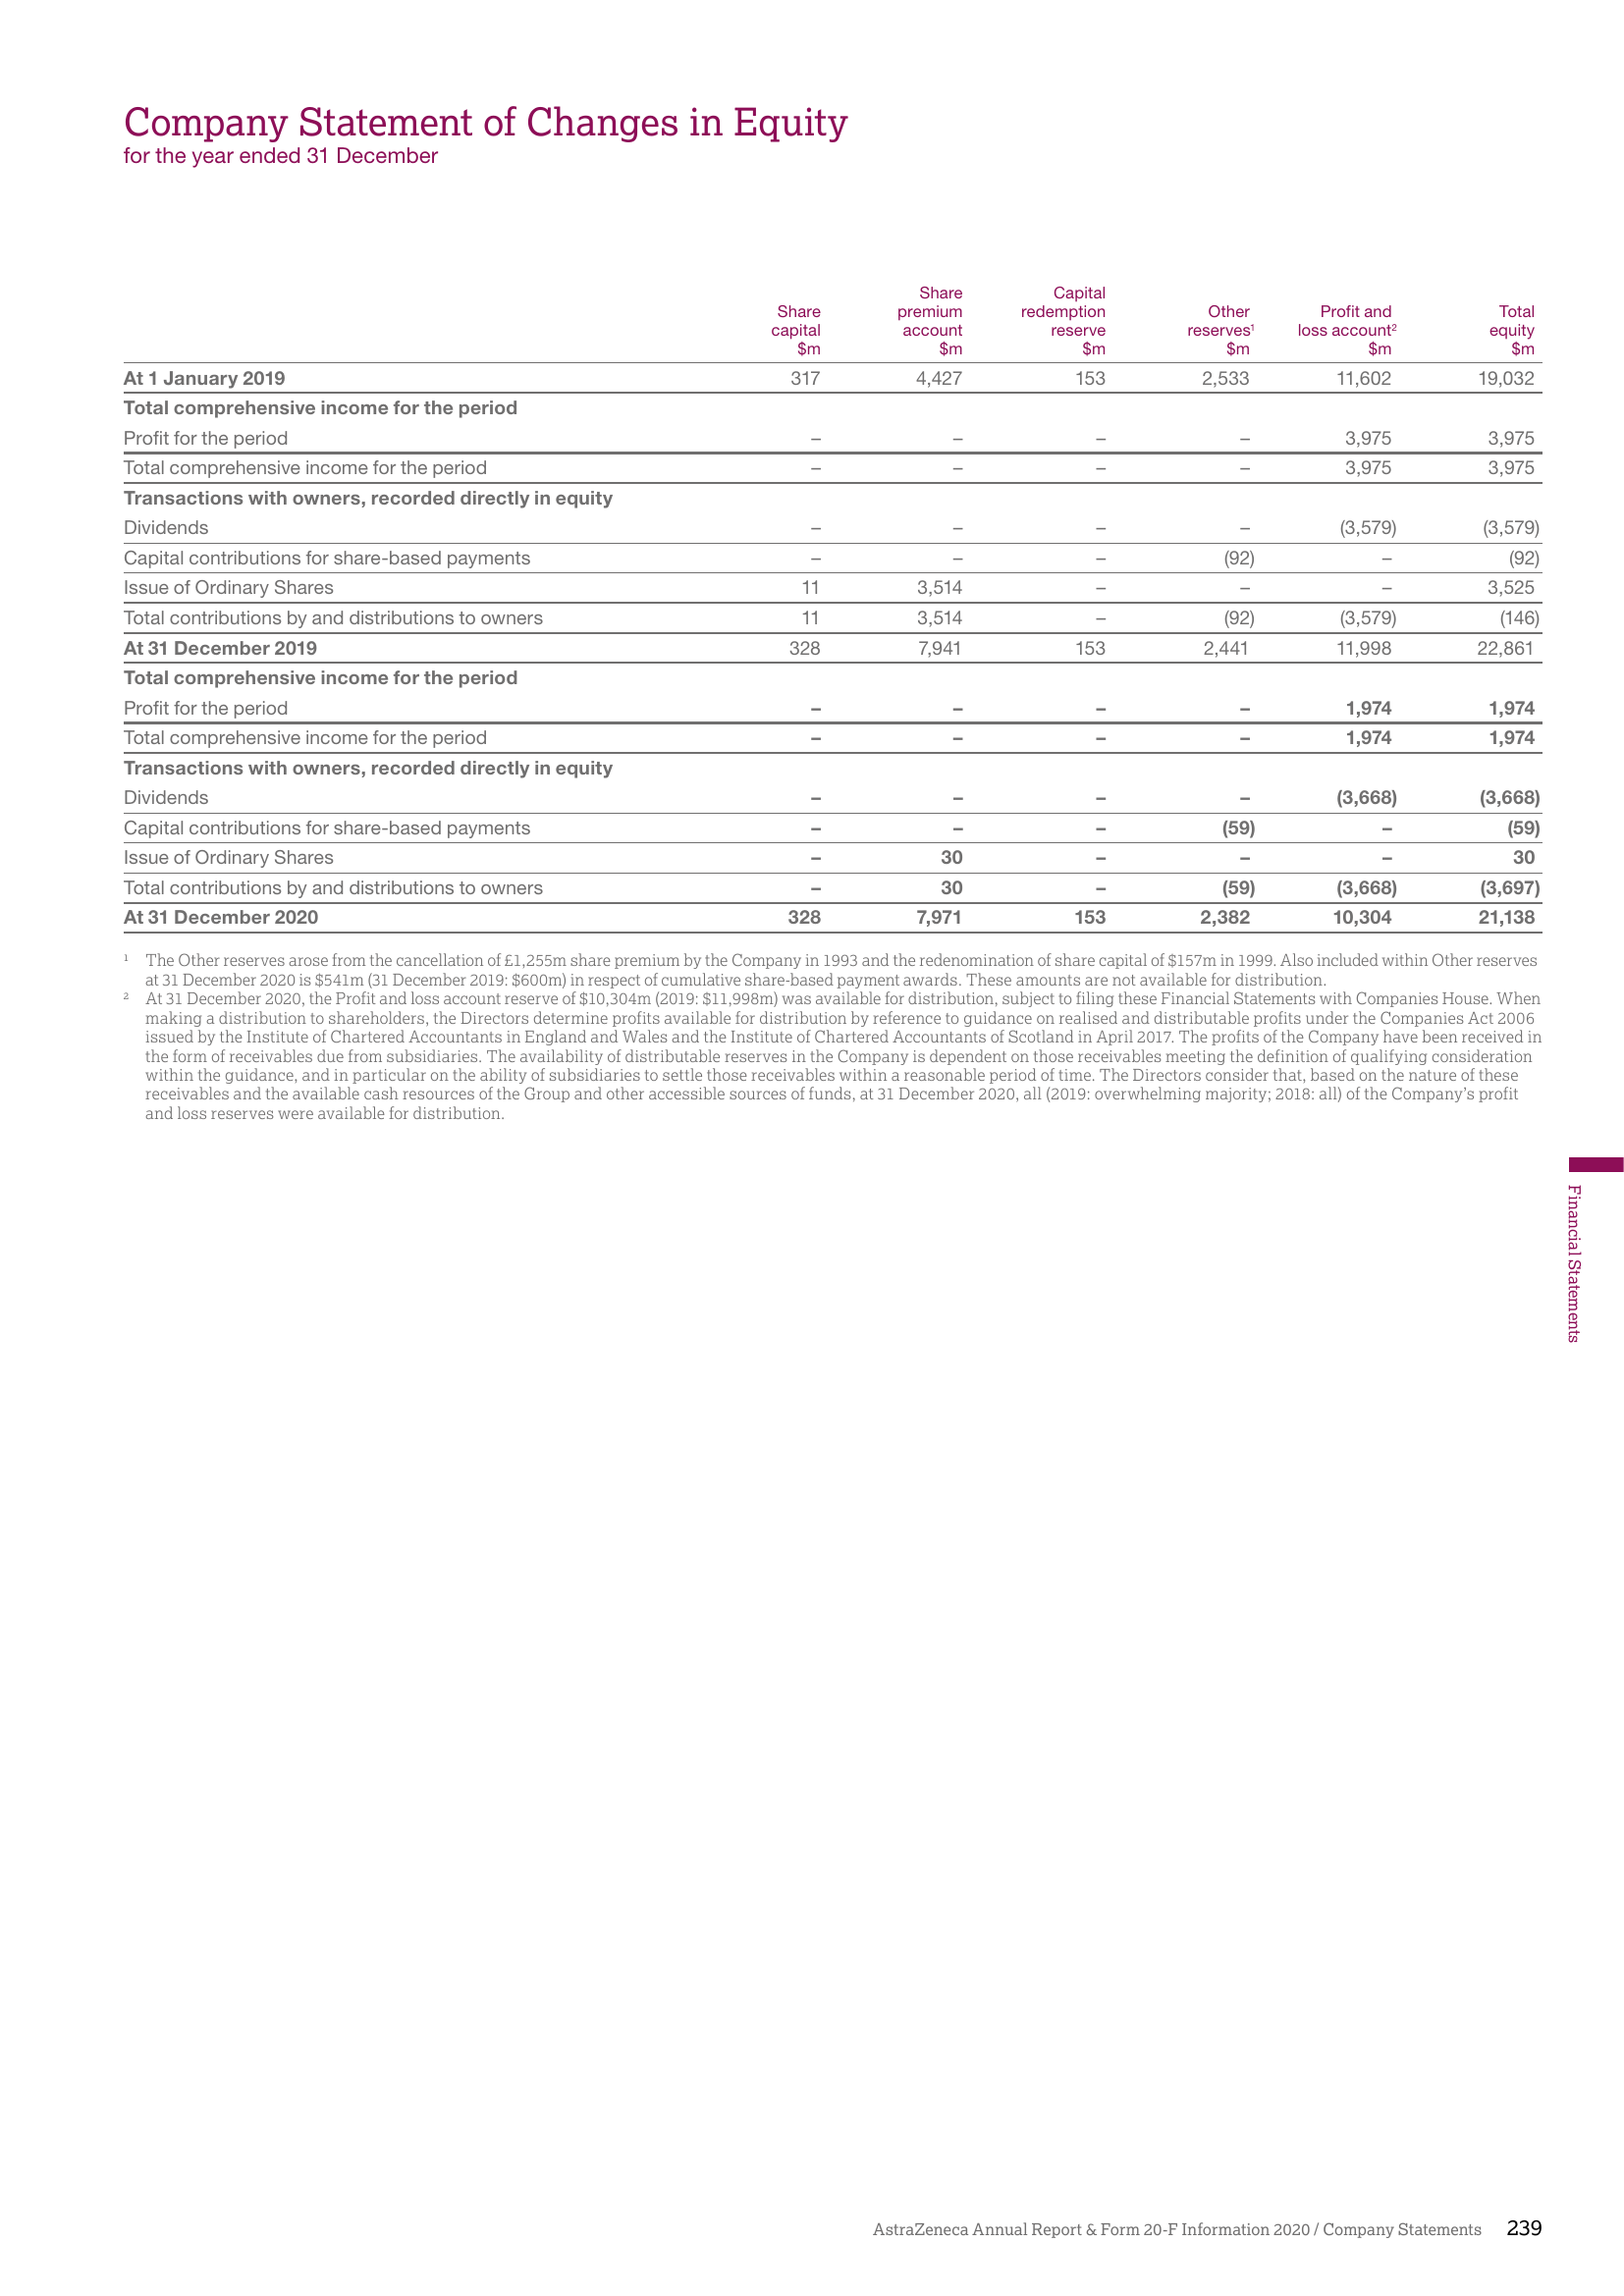 Company Statement of Changes in Equity
for the year ended 31 December
Share capital $m Share premium account $m Capital redemption reserve $m Other reserves¹ $m Profit and loss account² $m Total equity $m
At 1 January 2019 317 4,427 153 2,533 11,602 19,032
Total comprehensive income for the period
Profit for the period – – – – 3,975 3,975
Total comprehensive income for the period – – – – 3,975 3,975
Transactions with owners, recorded directly in equity
Dividends – – – – (3,579) (3,579)
Capital contributions for share-based payments – – – (92) – (92)
Issue of Ordinary Shares 11 3,514 – – – 3,525
Total contributions by and distributions to owners 11 3,514 – (92) (3,579) (146)
At 31 December 2019 328 7,941 153 2,441 11,998 22,861
Total comprehensive income for the period
Profit for the period – – – – 1,974 1,974
Total comprehensive income for the period – – – – 1,974 1,974
Transactions with owners, recorded directly in equity
Dividends – – – – (3,668) (3,668)
Capital contributions for share-based payments – – – (59) – (59)
Issue of Ordinary Shares – 30 – – – 30
Total contributions by and distributions to owners – 30 – (59) (3,668) (3,697)
At 31 December 2020 328 7,971 153 2,382 10,304 21,138
¹ The Other reserves arose from the cancellation of £1,255m share premium by the Company in 1993 and the redenomination of share capital of $157m in 1999. Also included within Other reserves
at 31 December 2020 is $541m (31 December 2019: $600m) in respect of cumulative share-based payment awards. These amounts are not available for distribution.
² At 31 December 2020, the Profit and loss account reserve of $10,304m (2019: $11,998m) was available for distribution, subject to filing these Financial Statements with Companies House. When
making a distribution to shareholders, the Directors determine profits available for distribution by reference to guidance on realised and distributable profits under the Companies Act 2006
issued by the Institute of Chartered Accountants in England and Wales and the Institute of Chartered Accountants of Scotland in April 2017. The profits of the Company have been received in
the form of receivables due from subsidiaries. The availability of distributable reserves in the Company is dependent on those receivables meeting the definition of qualifying consideration
within the guidance, and in particular on the ability of subsidiaries to settle those receivables within a reasonable period of time. The Directors consider that, based on the nature of these
receivables and the available cash resources of the Group and other accessible sources of funds, at 31 December 2020, all (2019: overwhelming majority; 2018: all) of the Company's profit
and loss reserves were available for distribution.
Financial Statements
AstraZeneca Annual Report & Form 20-F Information 2020 / Company Statements 239